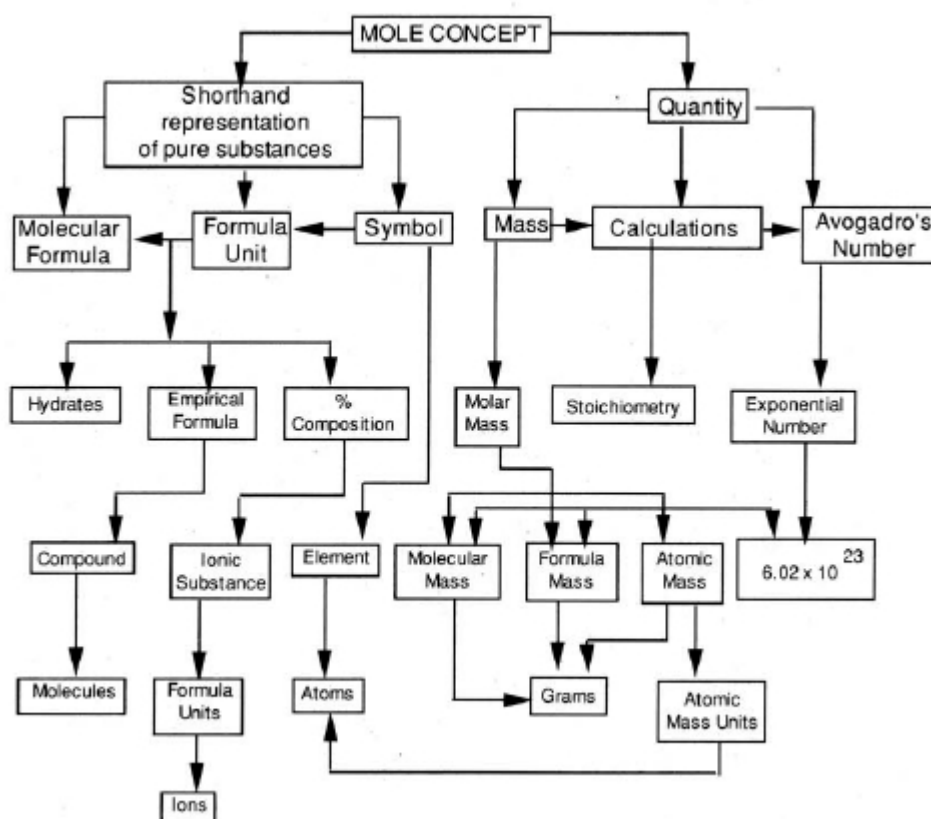 MOLE CONCEPT
Shorthand
representation
of pure substances
Quantity
Molecular
Formula
Formula
Unit
Symbol
Mass
Calculations
Avogadro's
Number
Hydrates
Empirical
Formula
%
Composition
Molar
Mass
Stoichiometry
Exponential
Number
Compound
Ionic
Substance
Element
Molecular
Mass
Formula
Mass
Atomic
Mass
6.02 x 10 23
Molecules
Formula
Units
Atoms
Grams
Atomic
Mass Units
Ions